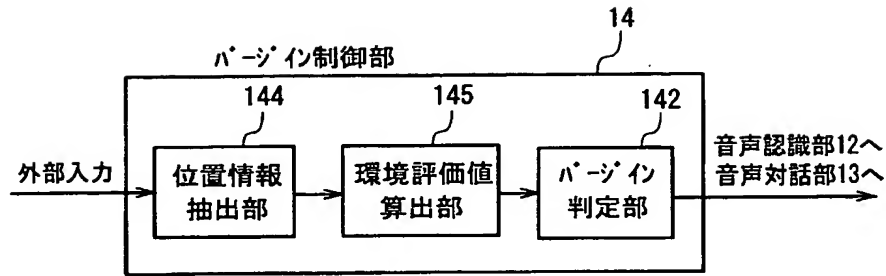 14
バージイン制御部
144
145
142
外部入力
位置情報
抽出部
環境評価値
算出部
バージイン
判定部
音声認識部12へ
音声対話部13へ